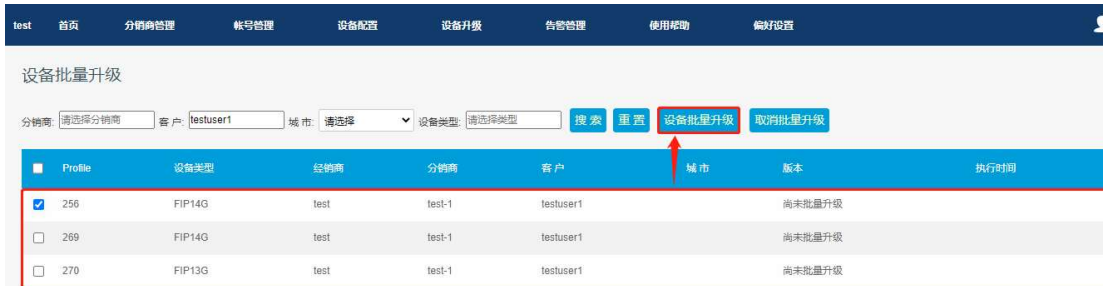 test 首页 分销商管理 帐号管理 设备配置 设备升级 告警管理 使用帮助 偏好设置
设备批量升级
分销商: 请选择分销商 客 户: testuser1 城 市: 请选择 设备类型: 请选择类型 搜 索 重 置 设备批量升级 取消批量升级
Profile 设备类型 经销商 分销商 客 户 城 市 版本 执行时间
256 FIP14G test test-1 testuser1 尚未批量升级
269 FIP14G test test-1 testuser1 尚未批量升级
270 FIP13G test test-1 testuser1 尚未批量升级